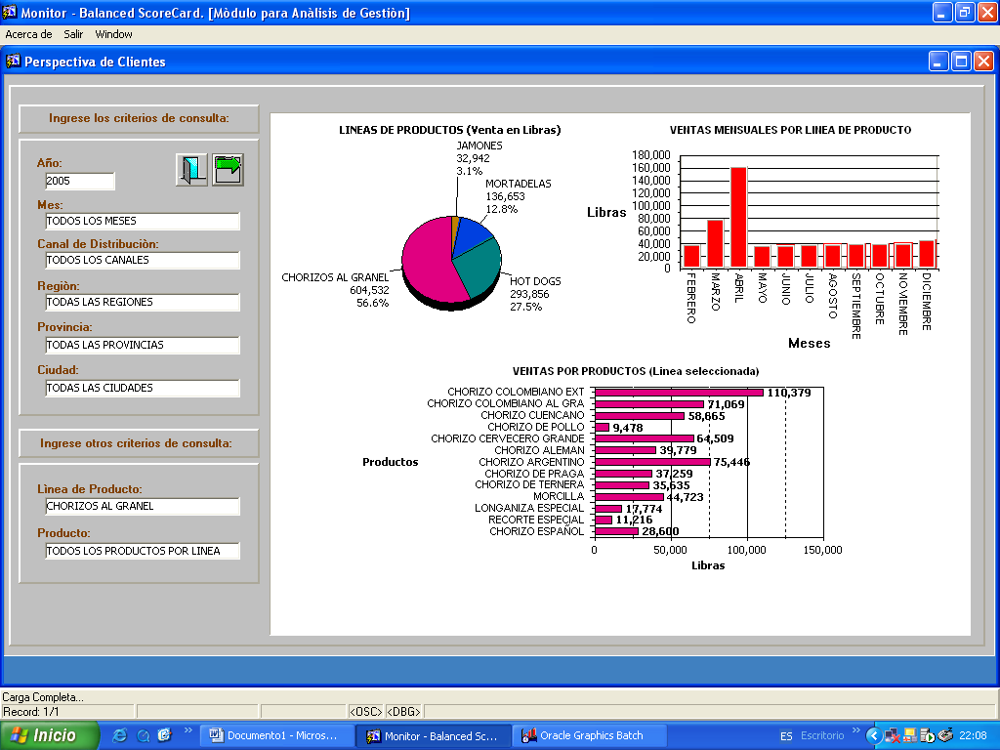 Monitor - Balanced ScoreCard. [Mòdulo para Anàlisis de Gestiòn]
Acerca de Salir Window
Perspectiva de Clientes
Ingrese los criterios de consulta:
Año:
2005
Mes:
TODOS LOS MESES
Canal de Distribuciòn:
TODOS LOS CANALES
Regiòn:
TODAS LAS REGIONES
Provincia:
TODAS LAS PROVINCIAS
Ciudad:
TODAS LAS CIUDADES
Ingrese otros criterios de consulta:
Lìnea de Producto:
CHORIZOS AL GRANEL
Producto:
TODOS LOS PRODUCTOS POR LINEA
LINEAS DE PRODUCTOS (Venta en Libras)
JAMONES
32,942
3.1%
MORTADELAS
136,653
12.8%
CHORIZOS AL GRANEL
604,532
56.6%
HOT DOGS
293,856
27.5%
VENTAS MENSUALES POR LINEA DE PRODUCTO
Libras
180,000
160,000
140,000
120,000
100,000
80,000
60,000
40,000
20,000
0
FEBRERO
MARZO
ABRIL
MAYO
JUNIO
JULIO
AGOSTO
SEPTIEMBRE
OCTUBRE
NOVIEMBRE
DICIEMBRE
Meses
VENTAS POR PRODUCTOS (Linea seleccionada)
Productos
CHORIZO COLOMBIANO EXT 110,379
CHORIZO COLOMBIANO AL GRA 71,069
CHORIZO CUENCANO 58,665
CHORIZO DE POLLO 9,478
CHORIZO CERVECERO GRANDE 64,509
CHORIZO ALEMAN 39,779
CHORIZO ARGENTINO 75,446
CHORIZO DE PRAGA 37,259
CHORIZO DE TERNERA 35,635
MORCILLA 44,723
LONGANIZA ESPECIAL 17,774
RECORTE ESPECIAL 11,216
CHORIZO ESPAÑOL 28,600
0 50,000 100,000 150,000
Libras
Carga Completa...
Record: 1/1 <OSC> <DBG>
Inicio Documento1 - Micros... Monitor - Balanced Sc... Oracle Graphics Batch ES Escritorio 22:08